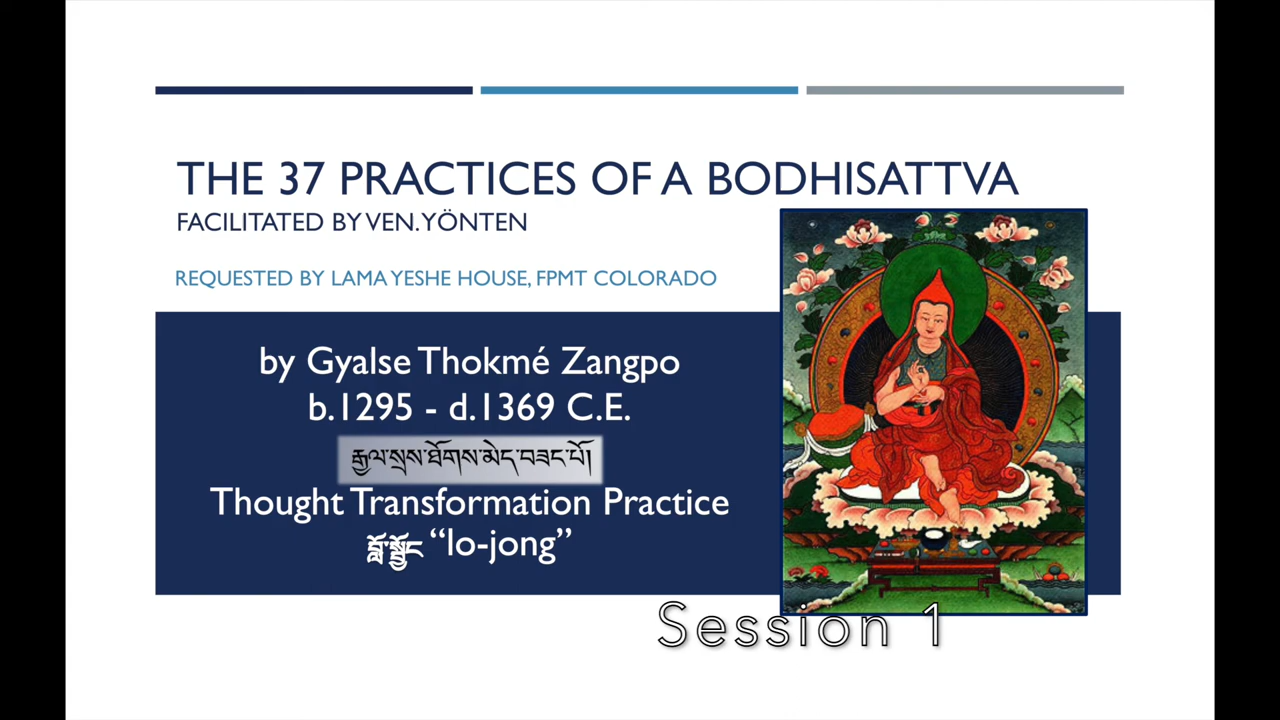 THE 37 PRACTICES OF A BODHISATTVA
FACILITATED BY VEN.YÖNTEN
REQUESTED BY LAMA YESHE HOUSE, FPMT COLORADO
by Gyalse Thokmé Zangpo
b.1295 - d.1369 C.E.
རྒྱལ་སྲས་ཐོགས་མེད་བཟང་པོ།
Thought Transformation Practice
བློ་སྦྱོང “lo-jong”
Session 1